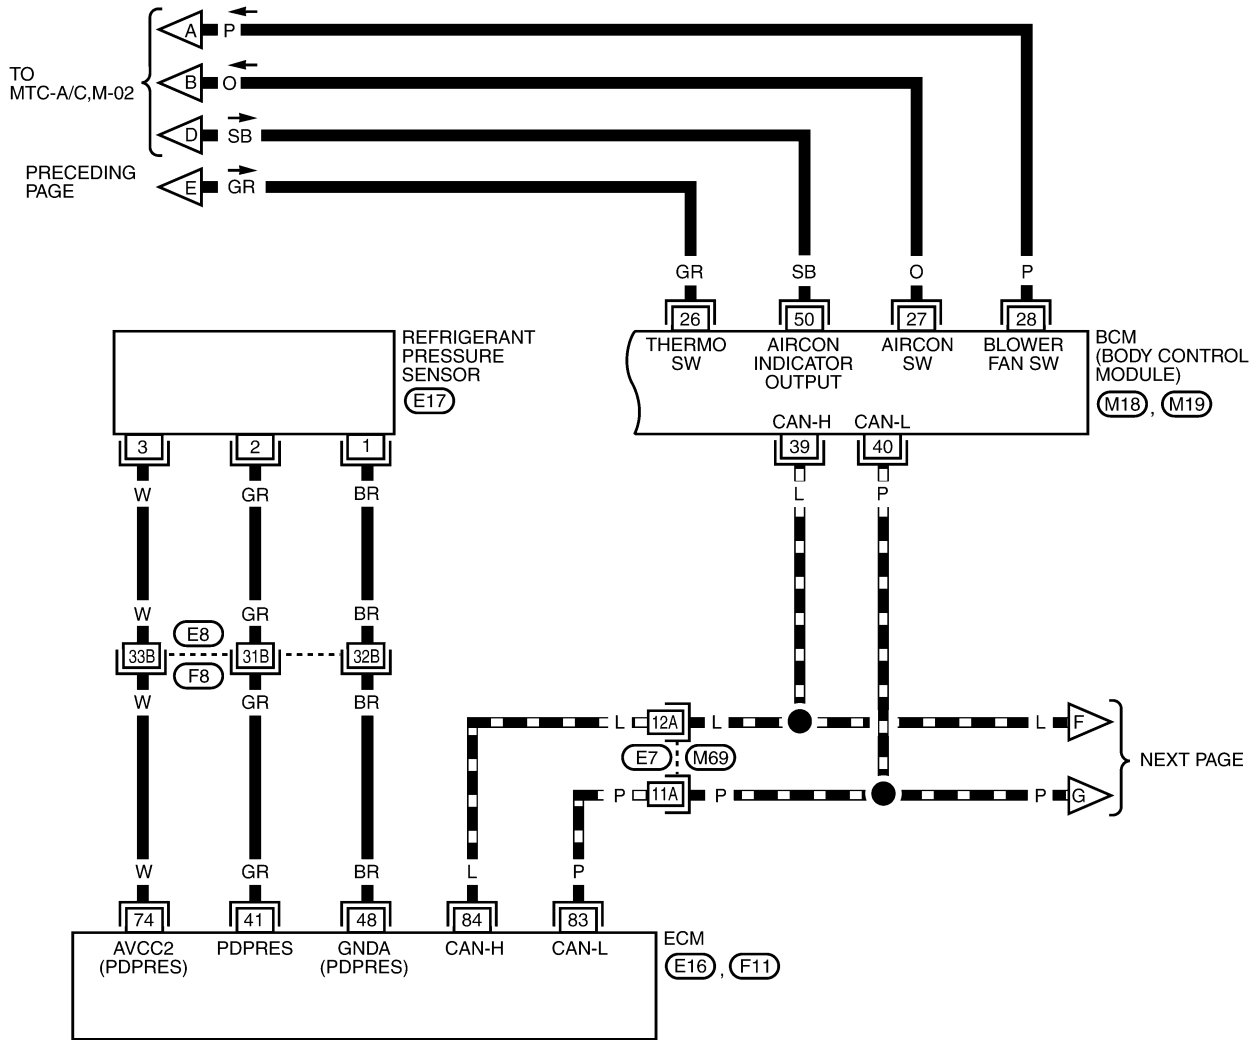 A P
TO
MTC-A/C,M-02
B O
D SB
PRECEDING
PAGE
E GR
GR SB O P
26 50 27 28
THERMO
SW
AIRCON
INDICATOR
OUTPUT
AIRCON
SW
BLOWER
FAN SW
BCM
(BODY CONTROL
MODULE)
M18 , M19
CAN-H CAN-L
39 40
L P
REFRIGERANT
PRESSURE
SENSOR
E17
3 2 1
W GR BR
W GR BR
E8
33B 31B 32B
F8
W GR BR
L 12A L L F
E7 M69
NEXT PAGE
P 11A P P G
W GR BR L P
74 41 48 84 83
AVCC2
(PDPRES)
PDPRES
GNDA
(PDPRES)
CAN-H
CAN-L
ECM
E16 , F11